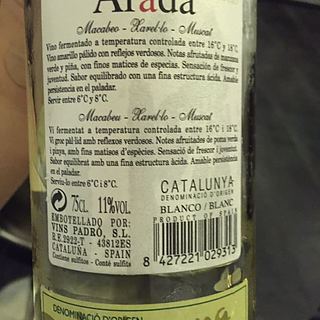 Arada
Macabeo - Xarel·lo - Muscat
Vino fermentado a temperatura controlada entre 16°C y 18°C.
Vino amarillo pálido con reflejos verdosos. Notas afrutadas de manzana
verde y piña, con finos matices de especias. Sensación de frescor y
juventud. Sabor equilibrado con una fina estructura ácida. Amable
persistencia en el paladar.
Servir entre 6°C y 8°C.
Macabeu - Xarel·lo - Muscat
Vi fermentat a temperatura controlada entre 16°C i 18°C.
Vi groc pàl·lid amb reflexos verdosos. Notes afruitades de poma verda
i pinya, amb fins matisos d'espècies. Sensació de frescor i joventut.
Sabor equilibrat amb una fina estructura àcida. Amable persistència
en el paladar.
Serviu-lo entre 6°C i 8°C.
75CL. 11%VOL
EMBOTELLADO POR:
VINS PADRÓ, S.L.
R.E.2922-T - 43812ES
CATALUÑA - SPAIN
Contiene sulfitos - Conté sulfits
CATALUNYA
DENOMINACIÓ D'ORIGEN
BLANCO/BLANC
PRODUCT OF SPAIN
8 427221 029313
DENOMINACIÓ D'ORIGEN